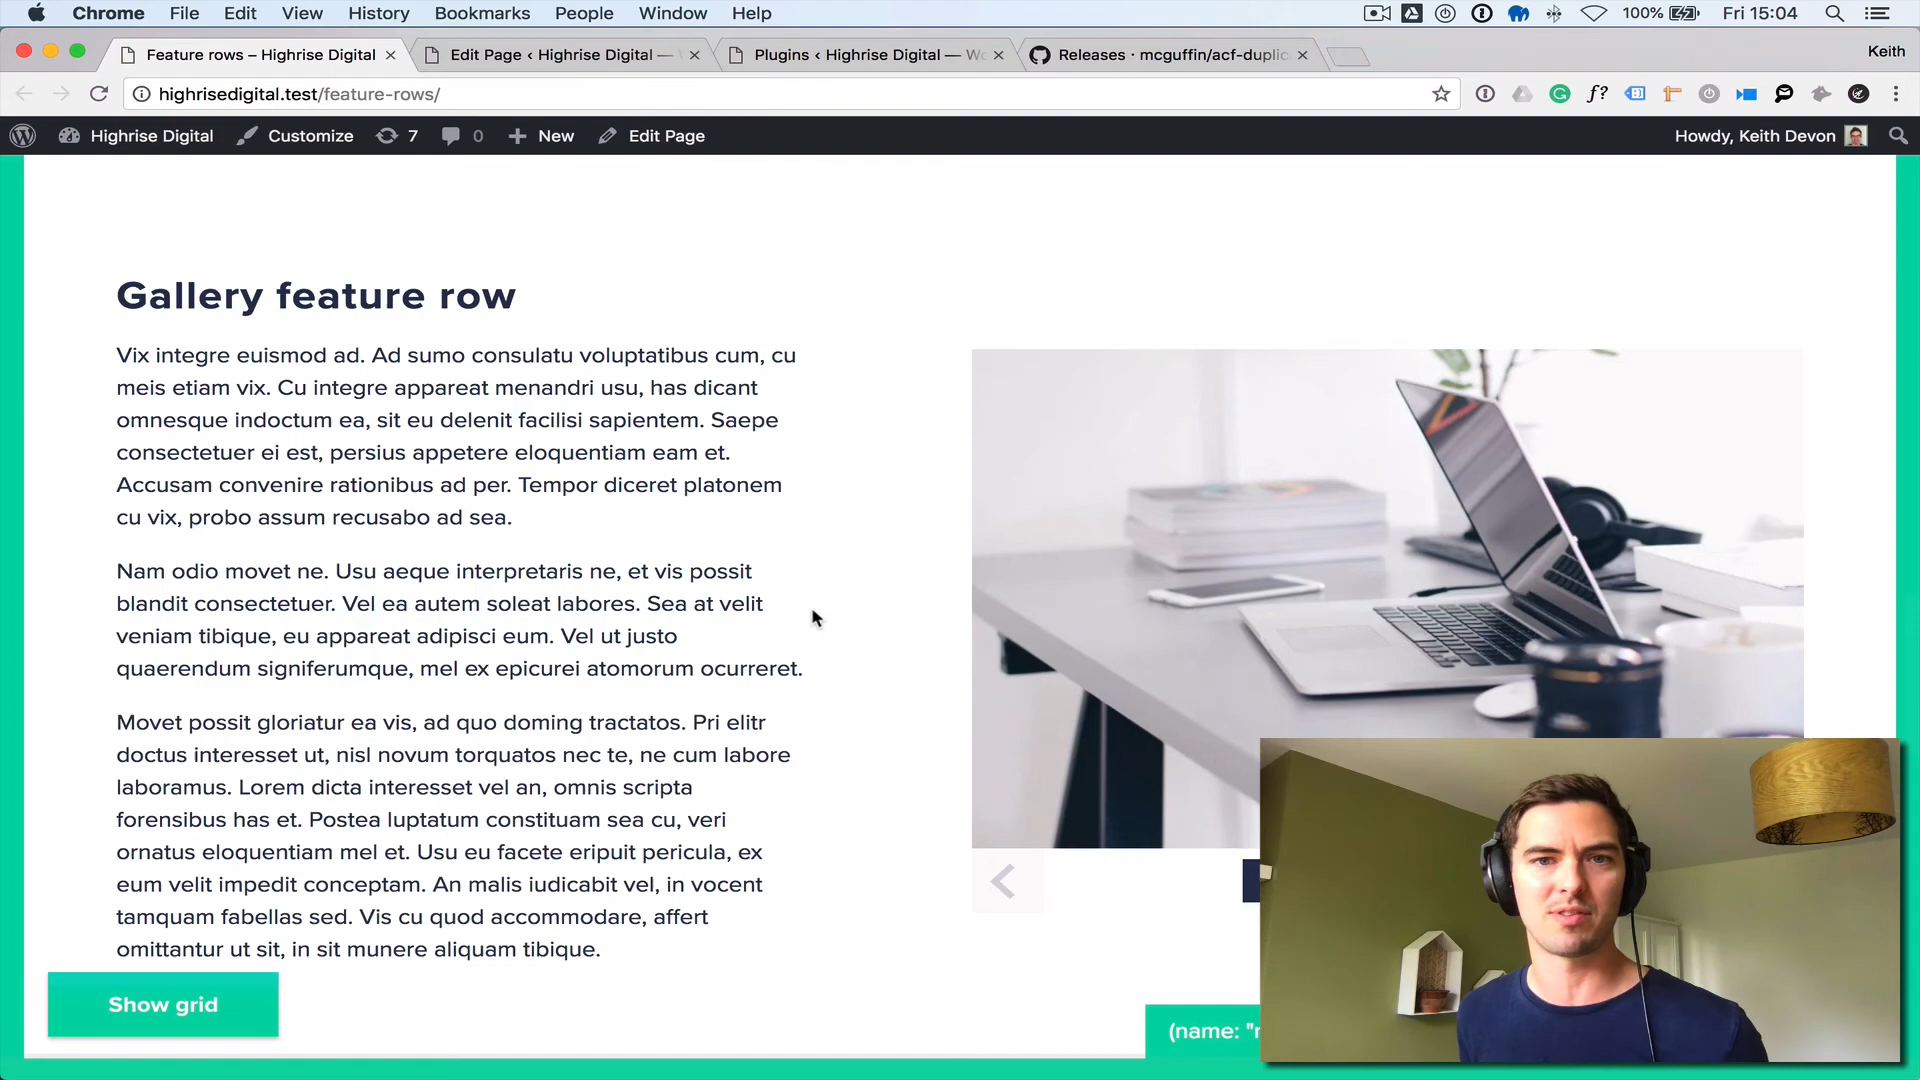 Chrome File Edit View History Bookmarks People Window Help 100% Fri 15:04
Feature rows – Highrise Digital Edit Page ‹ Highrise Digital — Plugins ‹ Highrise Digital — Wo Releases · mcguffin/acf-duplic Keith
highrisedigital.test/feature-rows/
Highrise Digital Customize 7 0 New Edit Page Howdy, Keith Devon
Gallery feature row
Vix integre euismod ad. Ad sumo consulatu voluptatibus cum, cu
meis etiam vix. Cu integre appareat menandri usu, has dicant
omnesque indoctum ea, sit eu delenit facilisi sapientem. Saepe
consectetuer ei est, persius appetere eloquentiam eam et.
Accusam convenire rationibus ad per. Tempor diceret platonem
cu vix, probo assum recusabo ad sea.
Nam odio movet ne. Usu aeque interpretaris ne, et vis possit
blandit consectetuer. Vel ea autem soleat labores. Sea at velit
veniam tibique, eu appareat adipisci eum. Vel ut justo
quaerendum signiferumque, mel ex epicurei atomorum ocurreret.
Movet possit gloriatur ea vis, ad quo doming tractatos. Pri elitr
doctus interesset ut, nisl novum torquatos nec te, ne cum labore
laboramus. Lorem dicta interesset vel an, omnis scripta
forensibus has et. Postea luptatum constituam sea cu, veri
ornatus eloquentiam mel et. Usu eu facete eripuit pericula, ex
eum velit impedit conceptam. An malis iudicabit vel, in vocent
tamquam fabellas sed. Vis cu quod accommodare, affert
omittantur ut sit, in sit munere aliquam tibique.
Show grid
(name: "